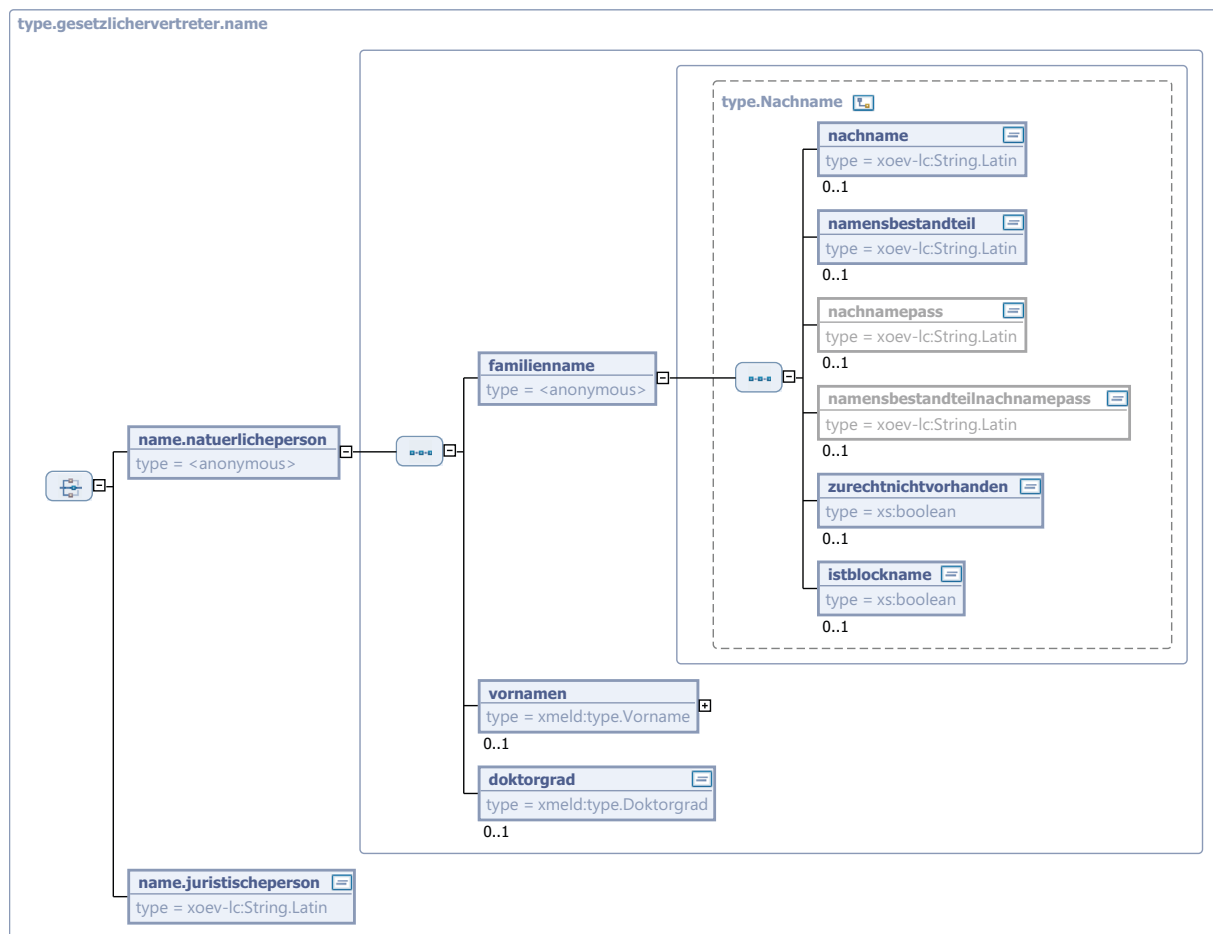 type.gesetzlichervertreter.name
type.Nachname
nachname
type = xoev-lc:String.Latin
0..1
namensbestandteil
type = xoev-lc:String.Latin
0..1
nachnamepass
type = xoev-lc:String.Latin
0..1
familienname
type = <anonymous>
namensbestandteilnachnamepass
type = xoev-lc:String.Latin
0..1
name.natuerlicheperson
type = <anonymous>
zurechtnichtvorhanden
type = xs:boolean
0..1
istblockname
type = xs:boolean
0..1
vornamen
type = xmeld:type.Vorname
0..1
doktorgrad
type = xmeld:type.Doktorgrad
0..1
name.juristischeperson
type = xoev-lc:String.Latin